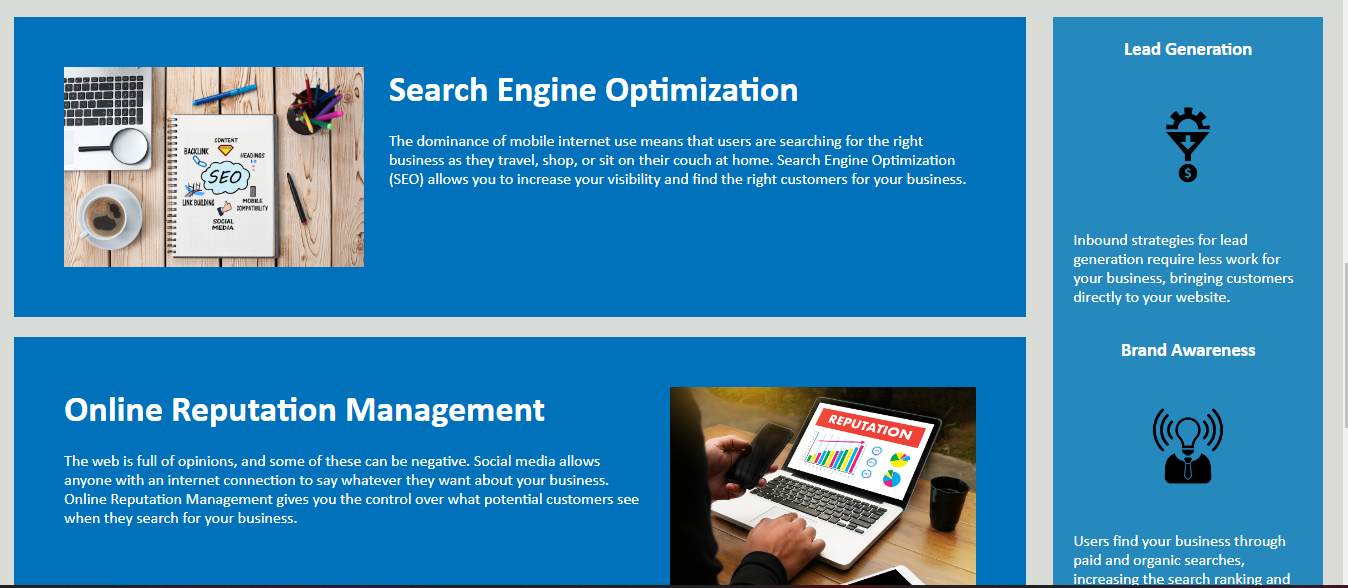 Search Engine Optimization
The dominance of mobile internet use means that users are searching for the right
business as they travel, shop, or sit on their couch at home. Search Engine Optimization
(SEO) allows you to increase your visibility and find the right customers for your business.
CONTENT
BACKLINK
HEADINGS
SEO
LINK BUILDING
MOBILE
COMPATIBILITY
SOCIAL
MEDIA
Online Reputation Management
The web is full of opinions, and some of these can be negative. Social media allows
anyone with an internet connection to say whatever they want about your business.
Online Reputation Management gives you the control over what potential customers see
when they search for your business.
REPUTATION
Lead Generation
$
Inbound strategies for lead
generation require less work for
your business, bringing customers
directly to your website.
Brand Awareness
Users find your business through
paid and organic searches,
increasing the search ranking and